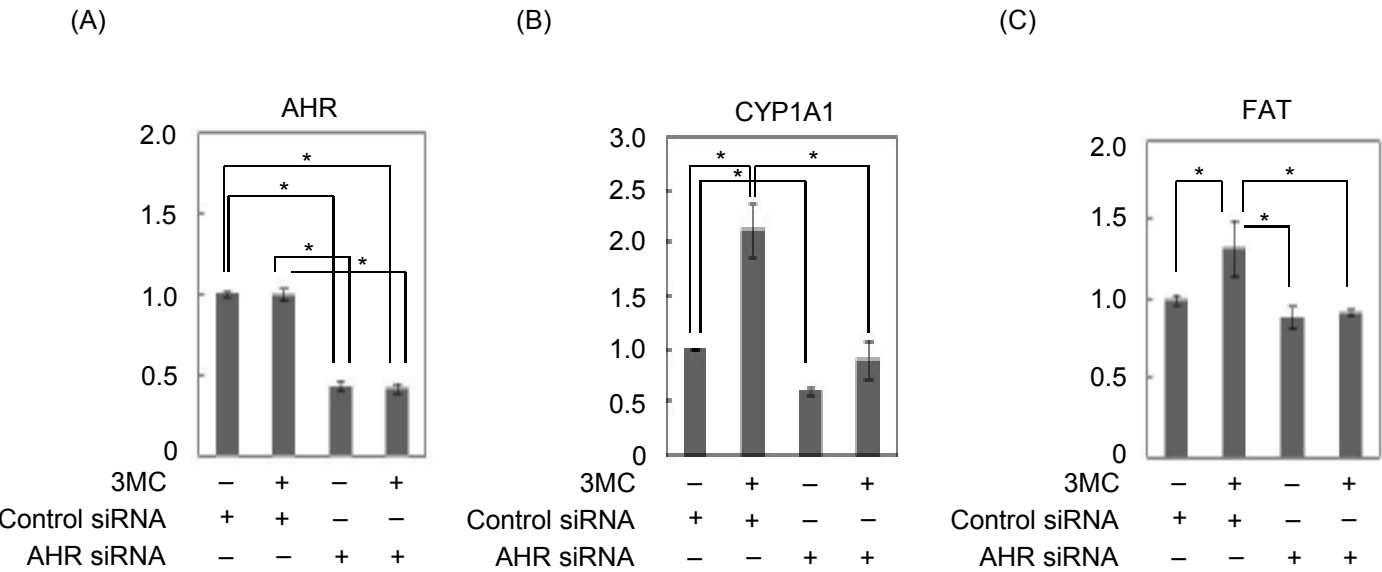 (A)
(B)
(C)
AHR
CYP1A1
FAT
2.0
1.5
1.0
0.5
0
* * * *
3.0
2.5
2.0
1.5
1.0
0.5
0
* * *
2.0
1.5
1.0
0.5
0
* * *
3MC – + – +
Control siRNA + + – –
AHR siRNA – – + +
3MC – + – +
Control siRNA + + – –
AHR siRNA – – + +
3MC – + – +
Control siRNA + + – –
AHR siRNA – – + +